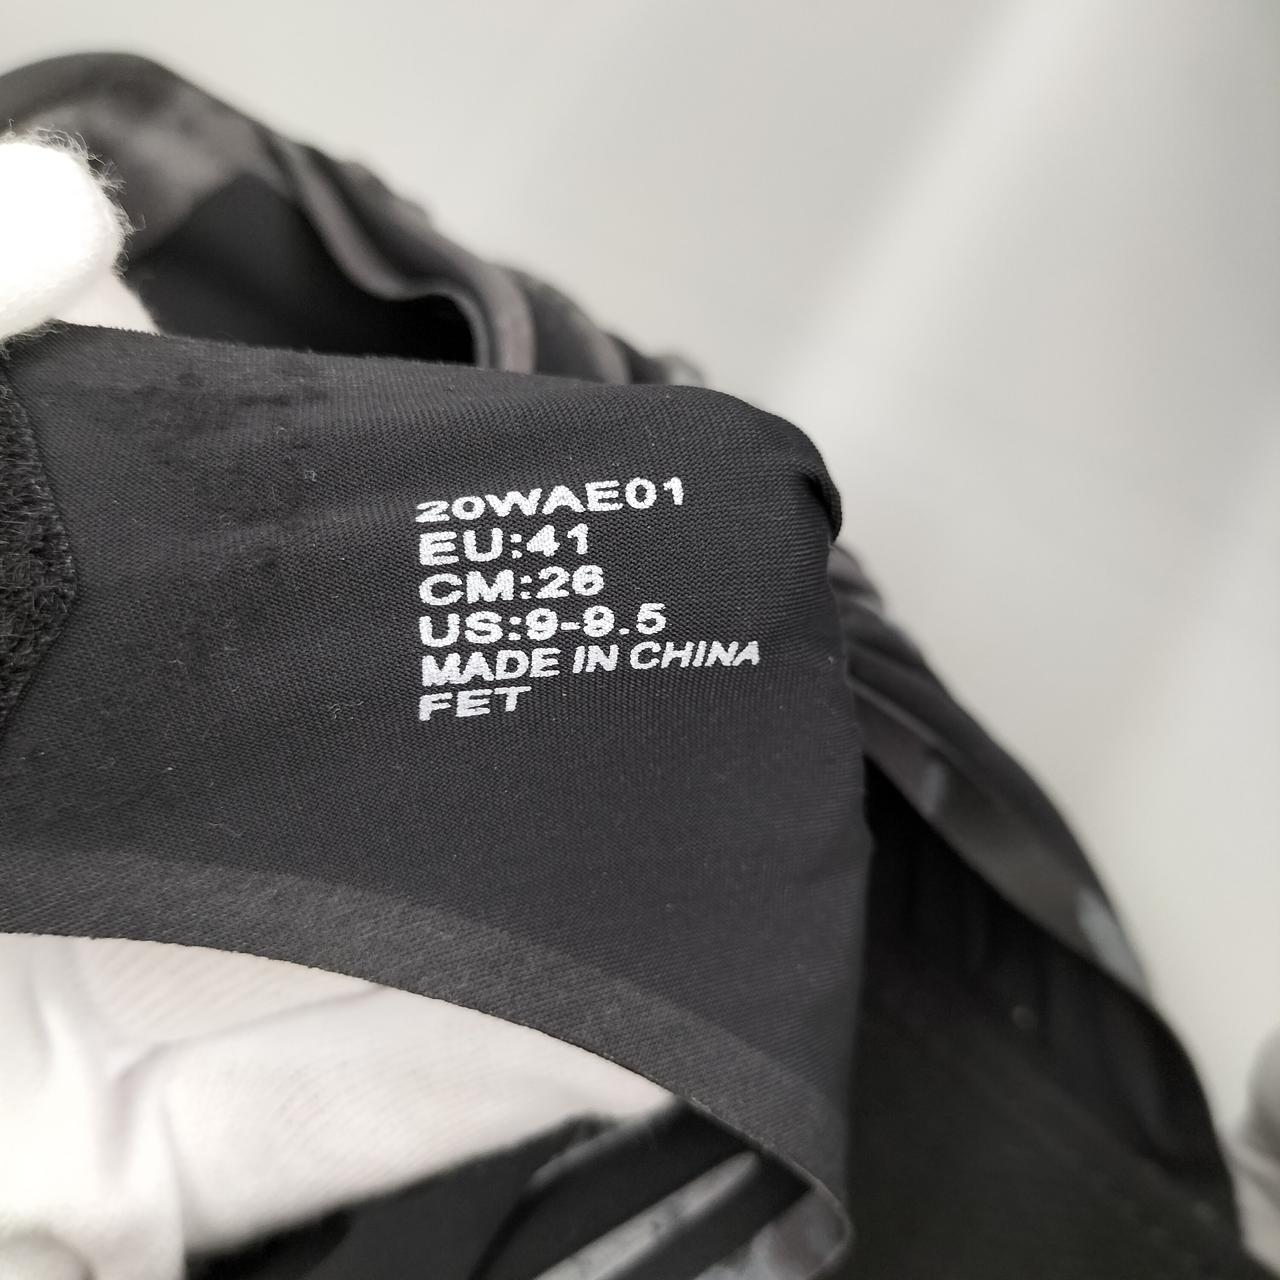 20WAE01
EU:41
CM:26
US:9-9.5
MADE IN CHINA
FET